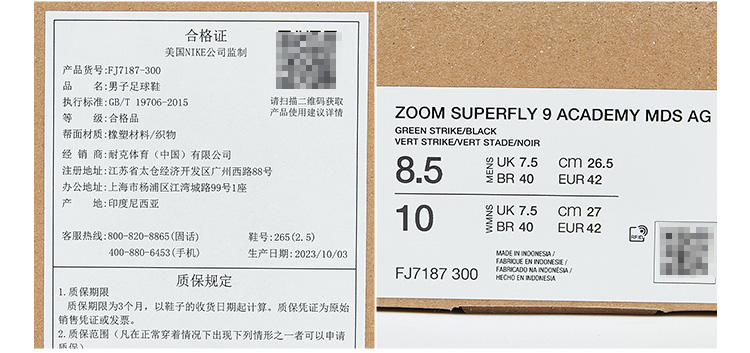 合格证
美国NIKE公司监制
产品货号:FJ7187-300
品　名:男子足球鞋
执行标准:GB/T 19706-2015
等　级:合格品
帮面材质:橡塑材料/织物
请扫描二维码获取
产品使用建议详情
经 销 商:耐克体育（中国）有限公司
注册地址:江苏省太仓经济开发区广州西路88号
办公地址:上海市杨浦区江湾城路99号1座
产　地:印度尼西亚
客服热线:800-820-8865(固话)
400-880-6453(手机)
鞋号:265(2.5)
生产日期:2023/10/03
质保规定
1. 质保期限
质保期限为3个月，以鞋子的收货日期起计算。质保凭证为原始
销售凭证或发票。
2. 质保范围（凡在正常穿着情况下出现下列情形之一者可以申请
质保）
ZOOM SUPERFLY 9 ACADEMY MDS AG
GREEN STRIKE/BLACK
VERT STRIKE/VERT STADE/NOIR
8.5 MENS UK 7.5 CM 26.5
BR 40 EUR 42
10 WMNS UK 7.5 CM 27
BR 40 EUR 42
RFID
MADE IN INDONESIA /
FABRIQUE EN INDONESIE /
FABRICADO NA INDONÉSIA /
HECHO EN INDONESIA
FJ7187 300